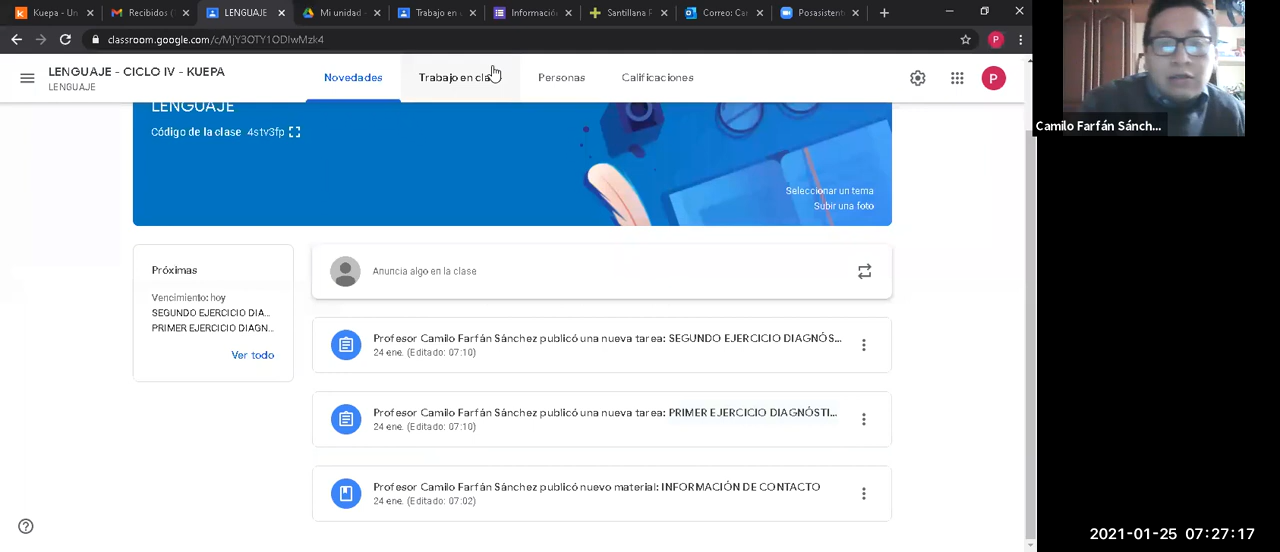 Kuepa - Un
Recibidos (
LENGUAJE
Mi unidad -
Trabajo en
Informació
Santillana
Correo: Ca
Posasistent
classroom.google.com/c/MjY3OTY1ODIwMzk4
P
LENGUAJE - CICLO IV - KUEPA
LENGUAJE
Novedades
Trabajo en cla
Personas
Calificaciones
P
Camilo Farfán Sánch...
LENGUAJE
Código de la clase 4stv3fp
Seleccionar un tema
Subir una foto
Próximas
Vencimiento: hoy
SEGUNDO EJERCICIO DIA...
PRIMER EJERCICIO DIAGN...
Ver todo
Anuncia algo en la clase
Profesor Camilo Farfán Sánchez publicó una nueva tarea: SEGUNDO EJERCICIO DIAGNÓS...
24 ene. (Editado: 07:10)
Profesor Camilo Farfán Sánchez publicó una nueva tarea: PRIMER EJERCICIO DIAGNÓSTI...
24 ene. (Editado: 07:10)
Profesor Camilo Farfán Sánchez publicó nuevo material: INFORMACIÓN DE CONTACTO
24 ene. (Editado: 07:02)
2021-01-25 07:27:17